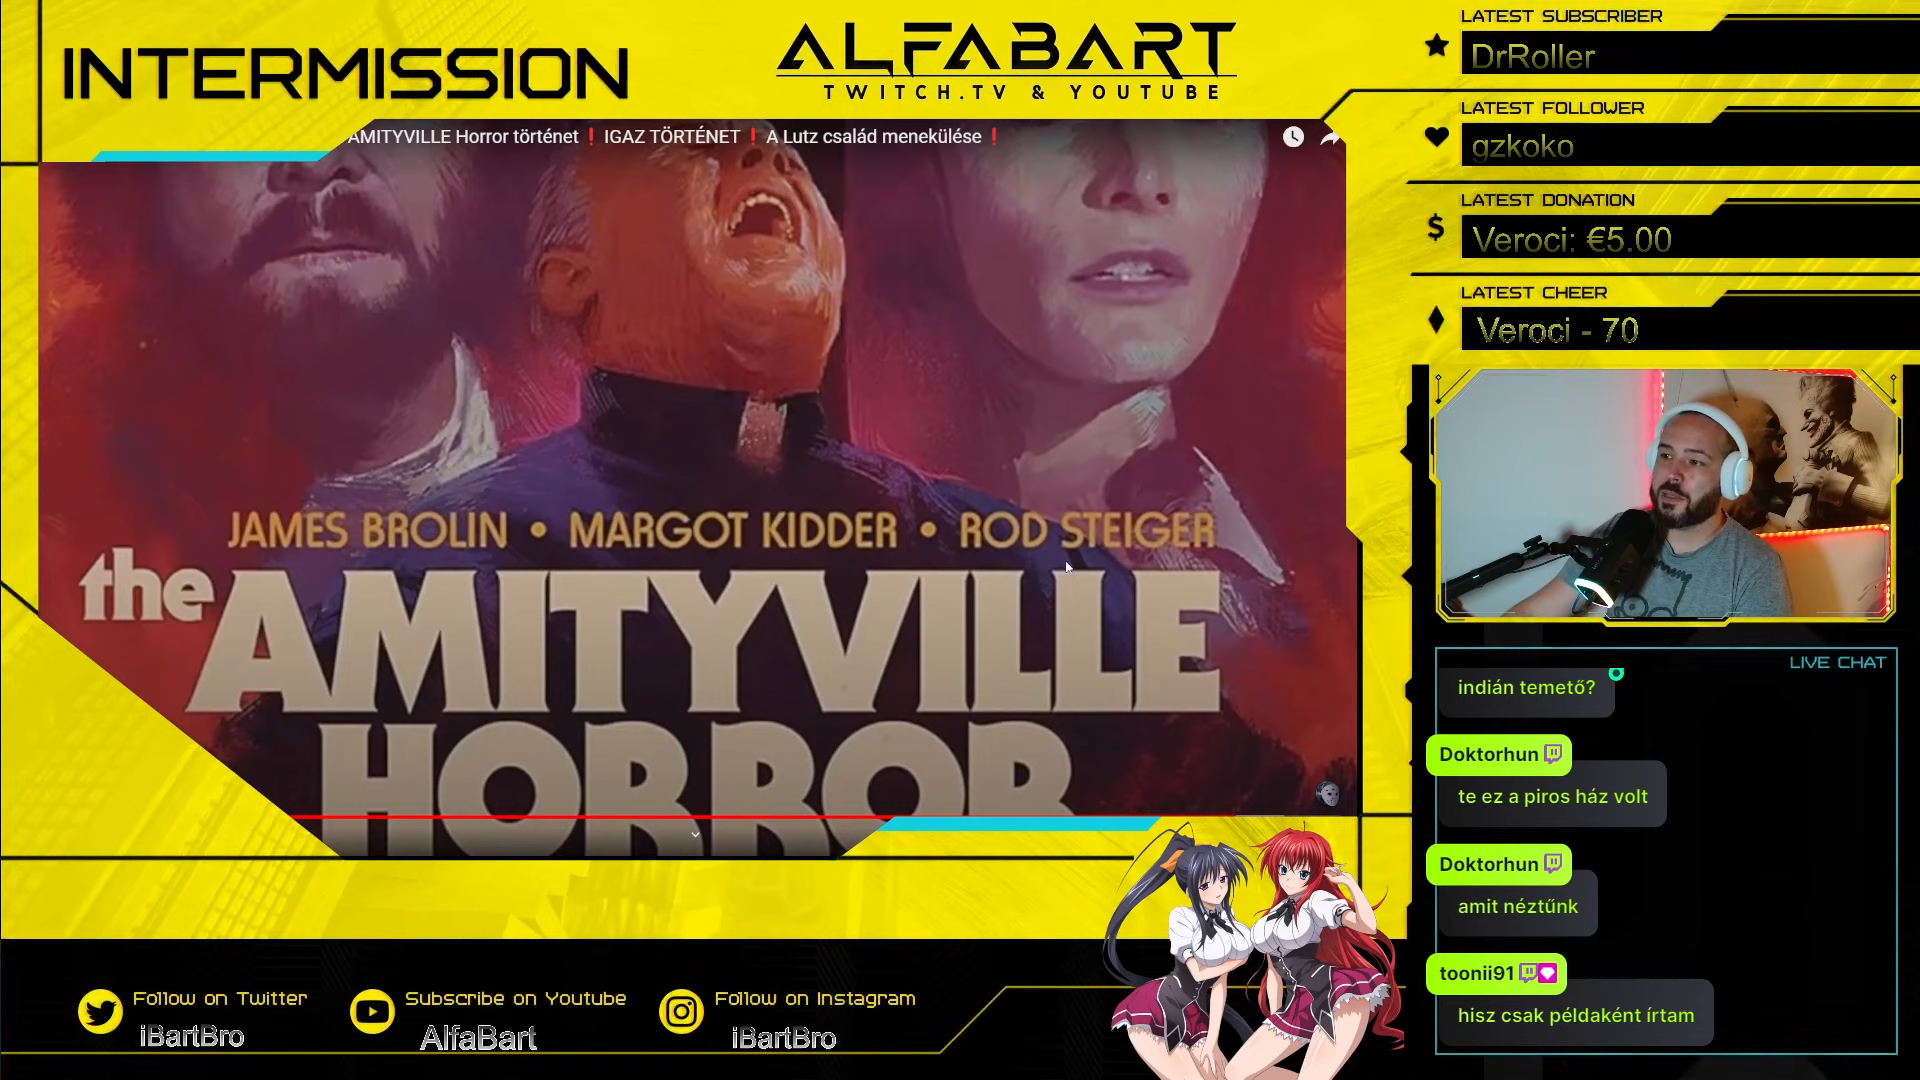 INTERMISSION
ALFABART
TWITCH.TV & YOUTUBE
AMITYVILLE Horror történet❗ IGAZ TÖRTÉNET❗ A Lutz család menekülése❗
JAMES BROLIN • MARGOT KIDDER • ROD STEIGER
the AMITYVILLE
HORROR
LATEST SUBSCRIBER
DrRoller
LATEST FOLLOWER
gzkoko
LATEST DONATION
$
Veroci: €5.00
LATEST CHEER
Veroci - 70
LIVE CHAT
indián temető?
Doktorhun
te ez a piros ház volt
Doktorhun
amit néztűnk
toonii91
hisz csak példaként írtam
Follow on Twitter
iBartBro
Subscribe on Youtube
AlfaBart
Follow on Instagram
iBartBro